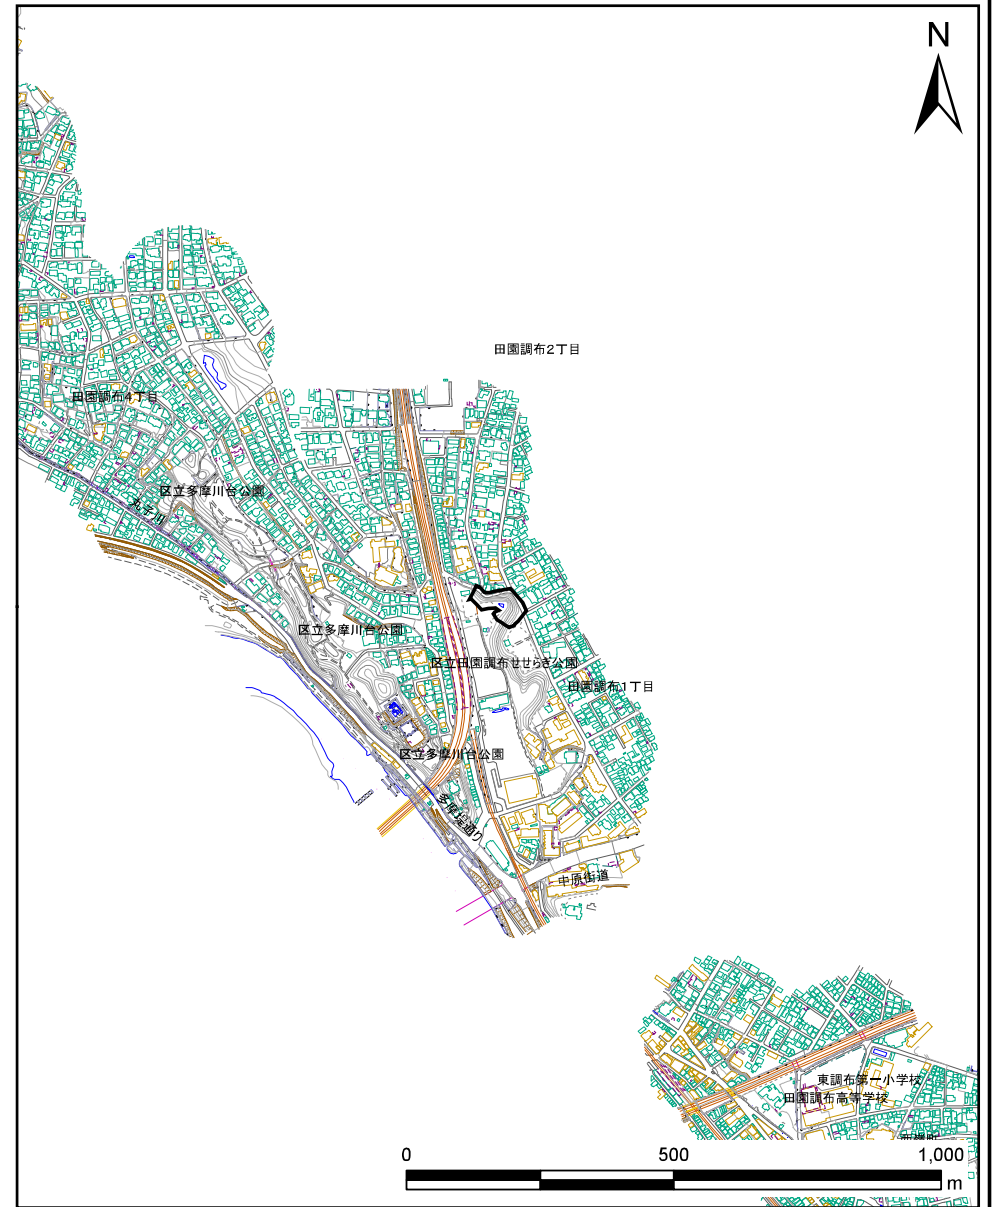 N
田園調布2丁目
田園調布4丁目
区立多摩川台公園
丸子川
区立多摩川台公園
区立田園調布せせらぎ公園
田園調布1丁目
区立多摩川台公園
多摩堤通り
中原街道
東調布第一小学校
田園調布高等学校
0 500 1,000
m